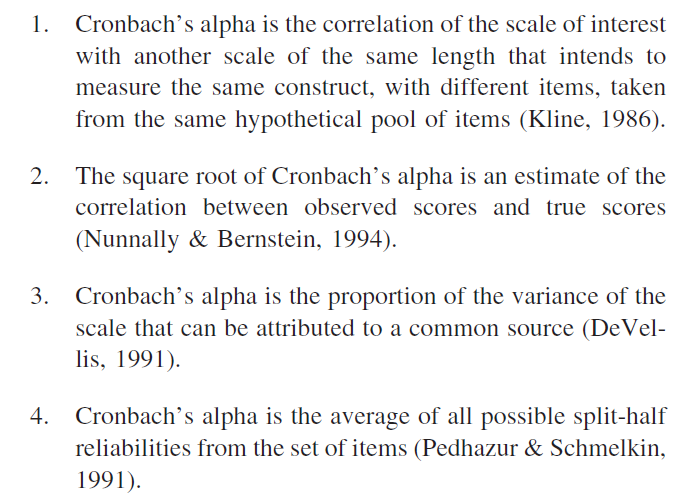 1. Cronbach’s alpha is the correlation of the scale of interest
with another scale of the same length that intends to
measure the same construct, with different items, taken
from the same hypothetical pool of items (Kline, 1986).
2. The square root of Cronbach’s alpha is an estimate of the
correlation between observed scores and true scores
(Nunnally & Bernstein, 1994).
3. Cronbach’s alpha is the proportion of the variance of the
scale that can be attributed to a common source (DeVel-
lis, 1991).
4. Cronbach’s alpha is the average of all possible split-half
reliabilities from the set of items (Pedhazur & Schmelkin,
1991).